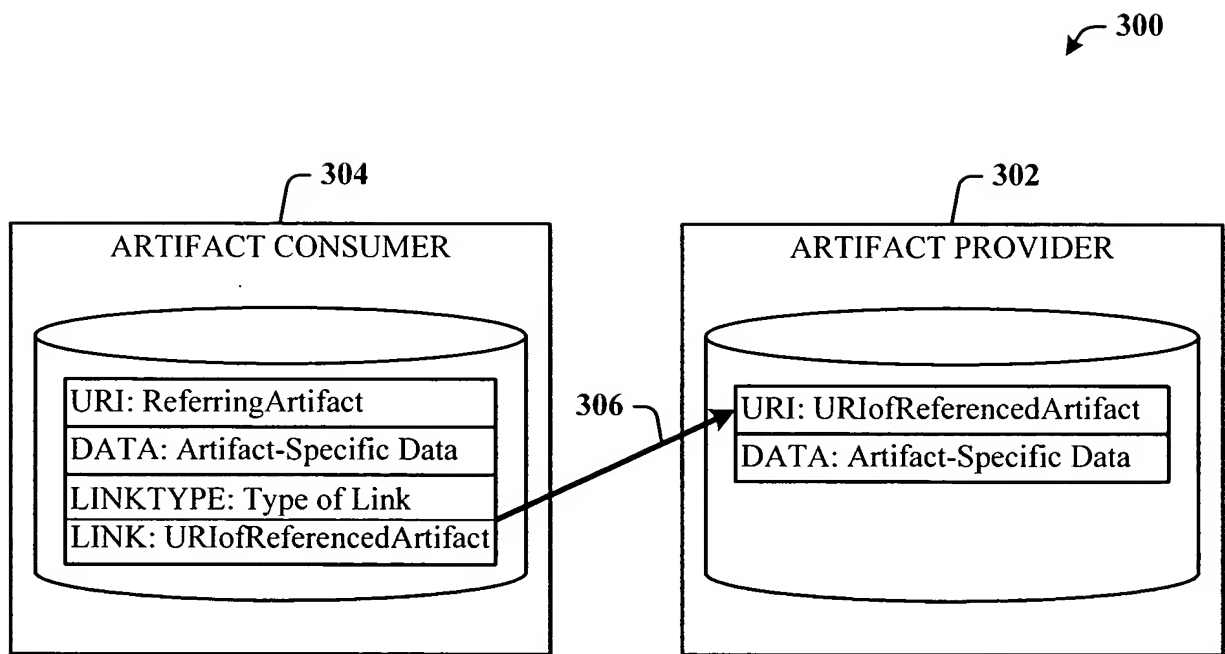 300
304
302
ARTIFACT CONSUMER
ARTIFACT PROVIDER
URI: ReferringArtifact
DATA: Artifact-Specific Data
LINKTYPE: Type of Link
LINK: URIofReferencedArtifact
306
URI: URIofReferencedArtifact
DATA: Artifact-Specific Data